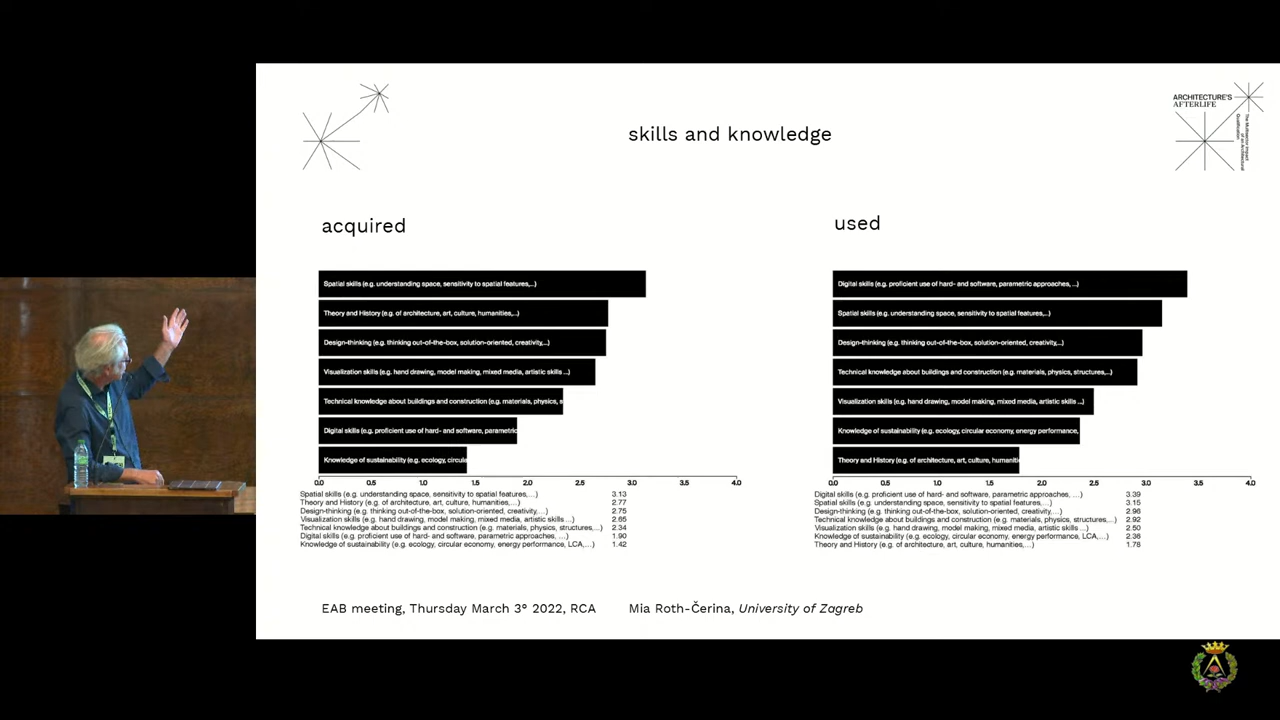 skills and knowledge
ARCHITECTURE'S
AFTERLIFE
The Multisector Impact
of an Architectural
Qualification
acquired
Spatial skills (e.g. understanding space, sensitivity to spatial features,...)
Theory and History (e.g. of architecture, art, culture, humanities,...)
Design-thinking (e.g. thinking out-of-the-box, solution-oriented, creativity,...)
Visualization skills (e.g. hand drawing, model making, mixed media, artistic skills ...)
Technical knowledge about buildings and construction (e.g. materials, physics, s
Digital skills (e.g. proficient use of hard- and software, parametric
Knowledge of sustainability (e.g. ecology, circula
0.0 0.5 1.0 1.5 2.0 2.5 3.0 3.5 4.0
Spatial skills (e.g. understanding space, sensitivity to spatial features,...) 3.13
Theory and History (e.g. of architecture, art, culture, humanities,...) 2.77
Design-thinking (e.g. thinking out-of-the-box, solution-oriented, creativity,... 2.75
Visualization skills (e.g. hand drawing, model making, mixed media, artistic skills ...) 2.65
Technical knowledge about buildings and construction (e.g. materials, physics, structures,...) 2.34
Digital skills (e.g. proficient use of hard- and software, parametric approaches, ...) 1.90
Knowledge of sustainability (e.g. ecology, circular economy, energy performance, LCA,...) 1.42
used
Digital skills (e.g. proficient use of hard- and software, parametric approaches, ...)
Spatial skills (e.g. understanding space, sensitivity to spatial features,...)
Design-thinking (e.g. thinking out-of-the-box, solution-oriented, creativity,...)
Technical knowledge about buildings and construction (e.g. materials, physics, structures,...)
Visualization skills (e.g. hand drawing, model making, mixed media, artistic skills ...)
Knowledge of sustainability (e.g. ecology, circular economy, energy performance,
Theory and History (e.g. of architecture, art, culture, humaniti
0.0 0.5 1.0 1.5 2.0 2.5 3.0 3.5 4.0
Digital skills (e.g. proficient use of hard- and software, parametric approaches, ...) 3.39
Spatial skills (e.g. understanding space, sensitivity to spatial features,...) 3.15
Design-thinking (e.g. thinking out-of-the-box, solution-oriented, creativity,... 2.96
Technical knowledge about buildings and construction (e.g. materials, physics, structures,...) 2.92
Visualization skills (e.g. hand drawing, model making, mixed media, artistic skills ...) 2.50
Knowledge of sustainability (e.g. ecology, circular economy, energy performance, LCA,...) 2.36
Theory and History (e.g. of architecture, art, culture, humanities,...) 1.78
EAB meeting, Thursday March 3° 2022, RCA
Mia Roth-Čerina, University of Zagreb